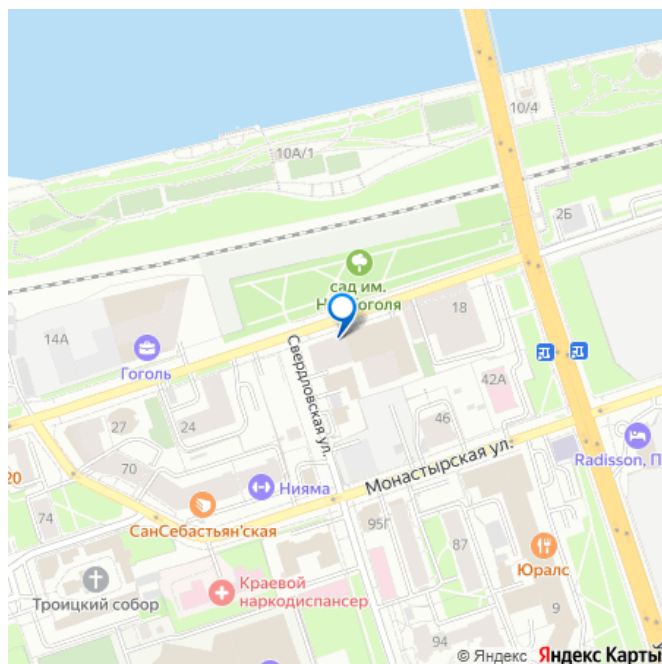 10/4
10А/1
2Б
сад им.
Н. Гоголя
18
14А
Гоголь
Свердловская ул.
42А
27
24
46
Radisson, П
70
Нияма
Монастырская ул.
20
74
СанСебастьян'ская
95Г
87
Юралс
Краевой
наркодиспансер
Троицкий собор
9
94
© Яндекс Яндекс Карты